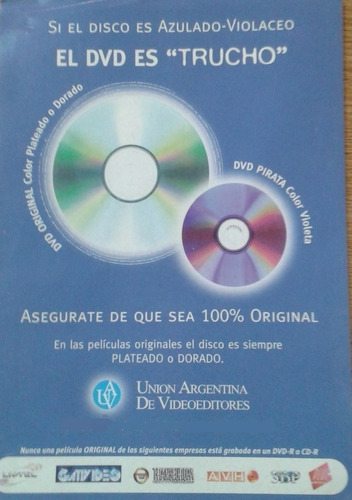 SI EL DISCO ES AZULADO-VIOLACEO
EL DVD ES “TRUCHO”
DVD ORIGINAL Color Plateado o Dorado
DVD PIRATA Color Violeta
ASEGURATE DE QUE SEA 100% ORIGINAL
En las películas originales el disco es siempre
PLATEADO o DORADO.
UNION ARGENTINA
DE VIDEOEDITORES
Nunca una película ORIGINAL de las siguientes empresas está grabada en un DVD-R o CD-R
GATIVIDEO
AVH
SBP